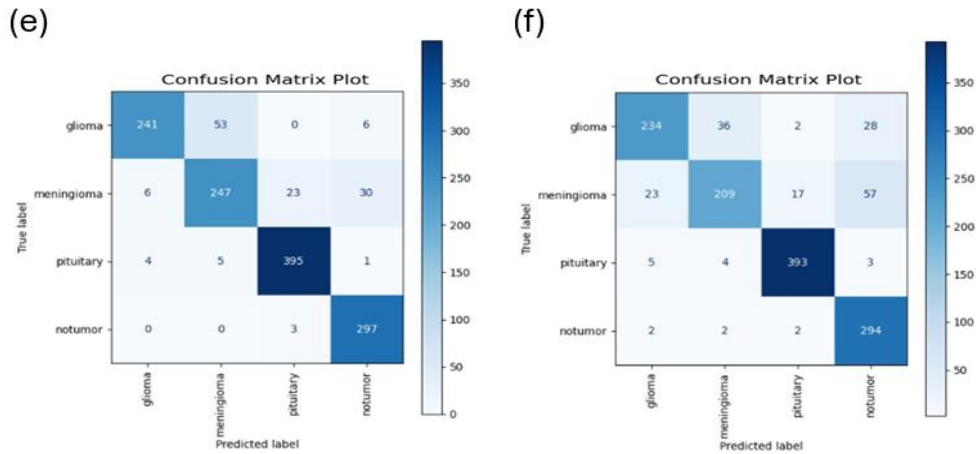 (e)
Confusion Matrix Plot
True label
glioma 241 53 0 6
meningioma 6 247 23 30
pituitary 4 5 395 1
notumor 0 0 3 297
glioma meningioma pituitary notumor
Predicted label
350
300
250
200
150
100
50
0
(f)
Confusion Matrix Plot
True label
glioma 234 36 2 28
meningioma 23 209 17 57
pituitary 5 4 393 3
notumor 2 2 2 294
glioma meningioma pituitary notumor
Predicted label
350
300
250
200
150
100
50